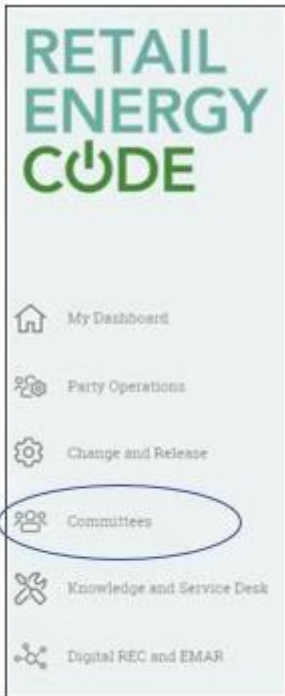 RETAIL
ENERGY
CODE
My Dashboard
Party Operations
Change and Release
Committees
Knowledge and Service Desk
Digital REC and EMAR